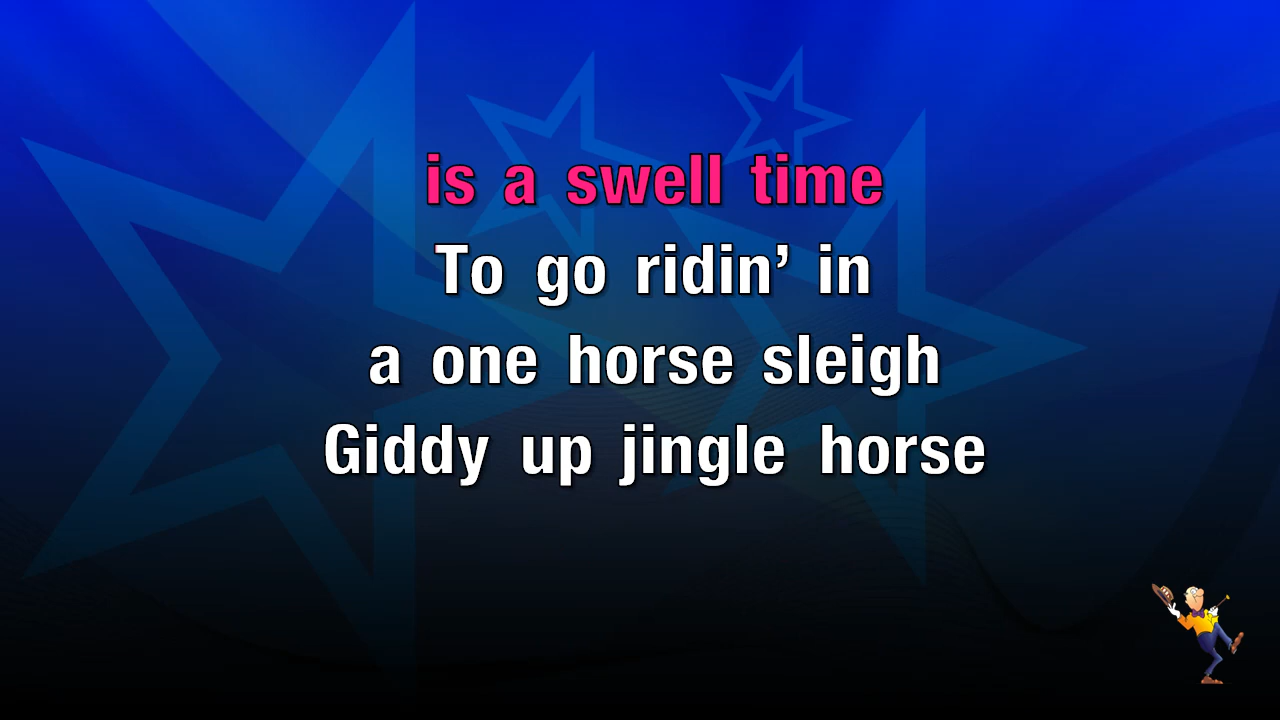 is a swell time
To go ridin’ in
a one horse sleigh
Giddy up jingle horse